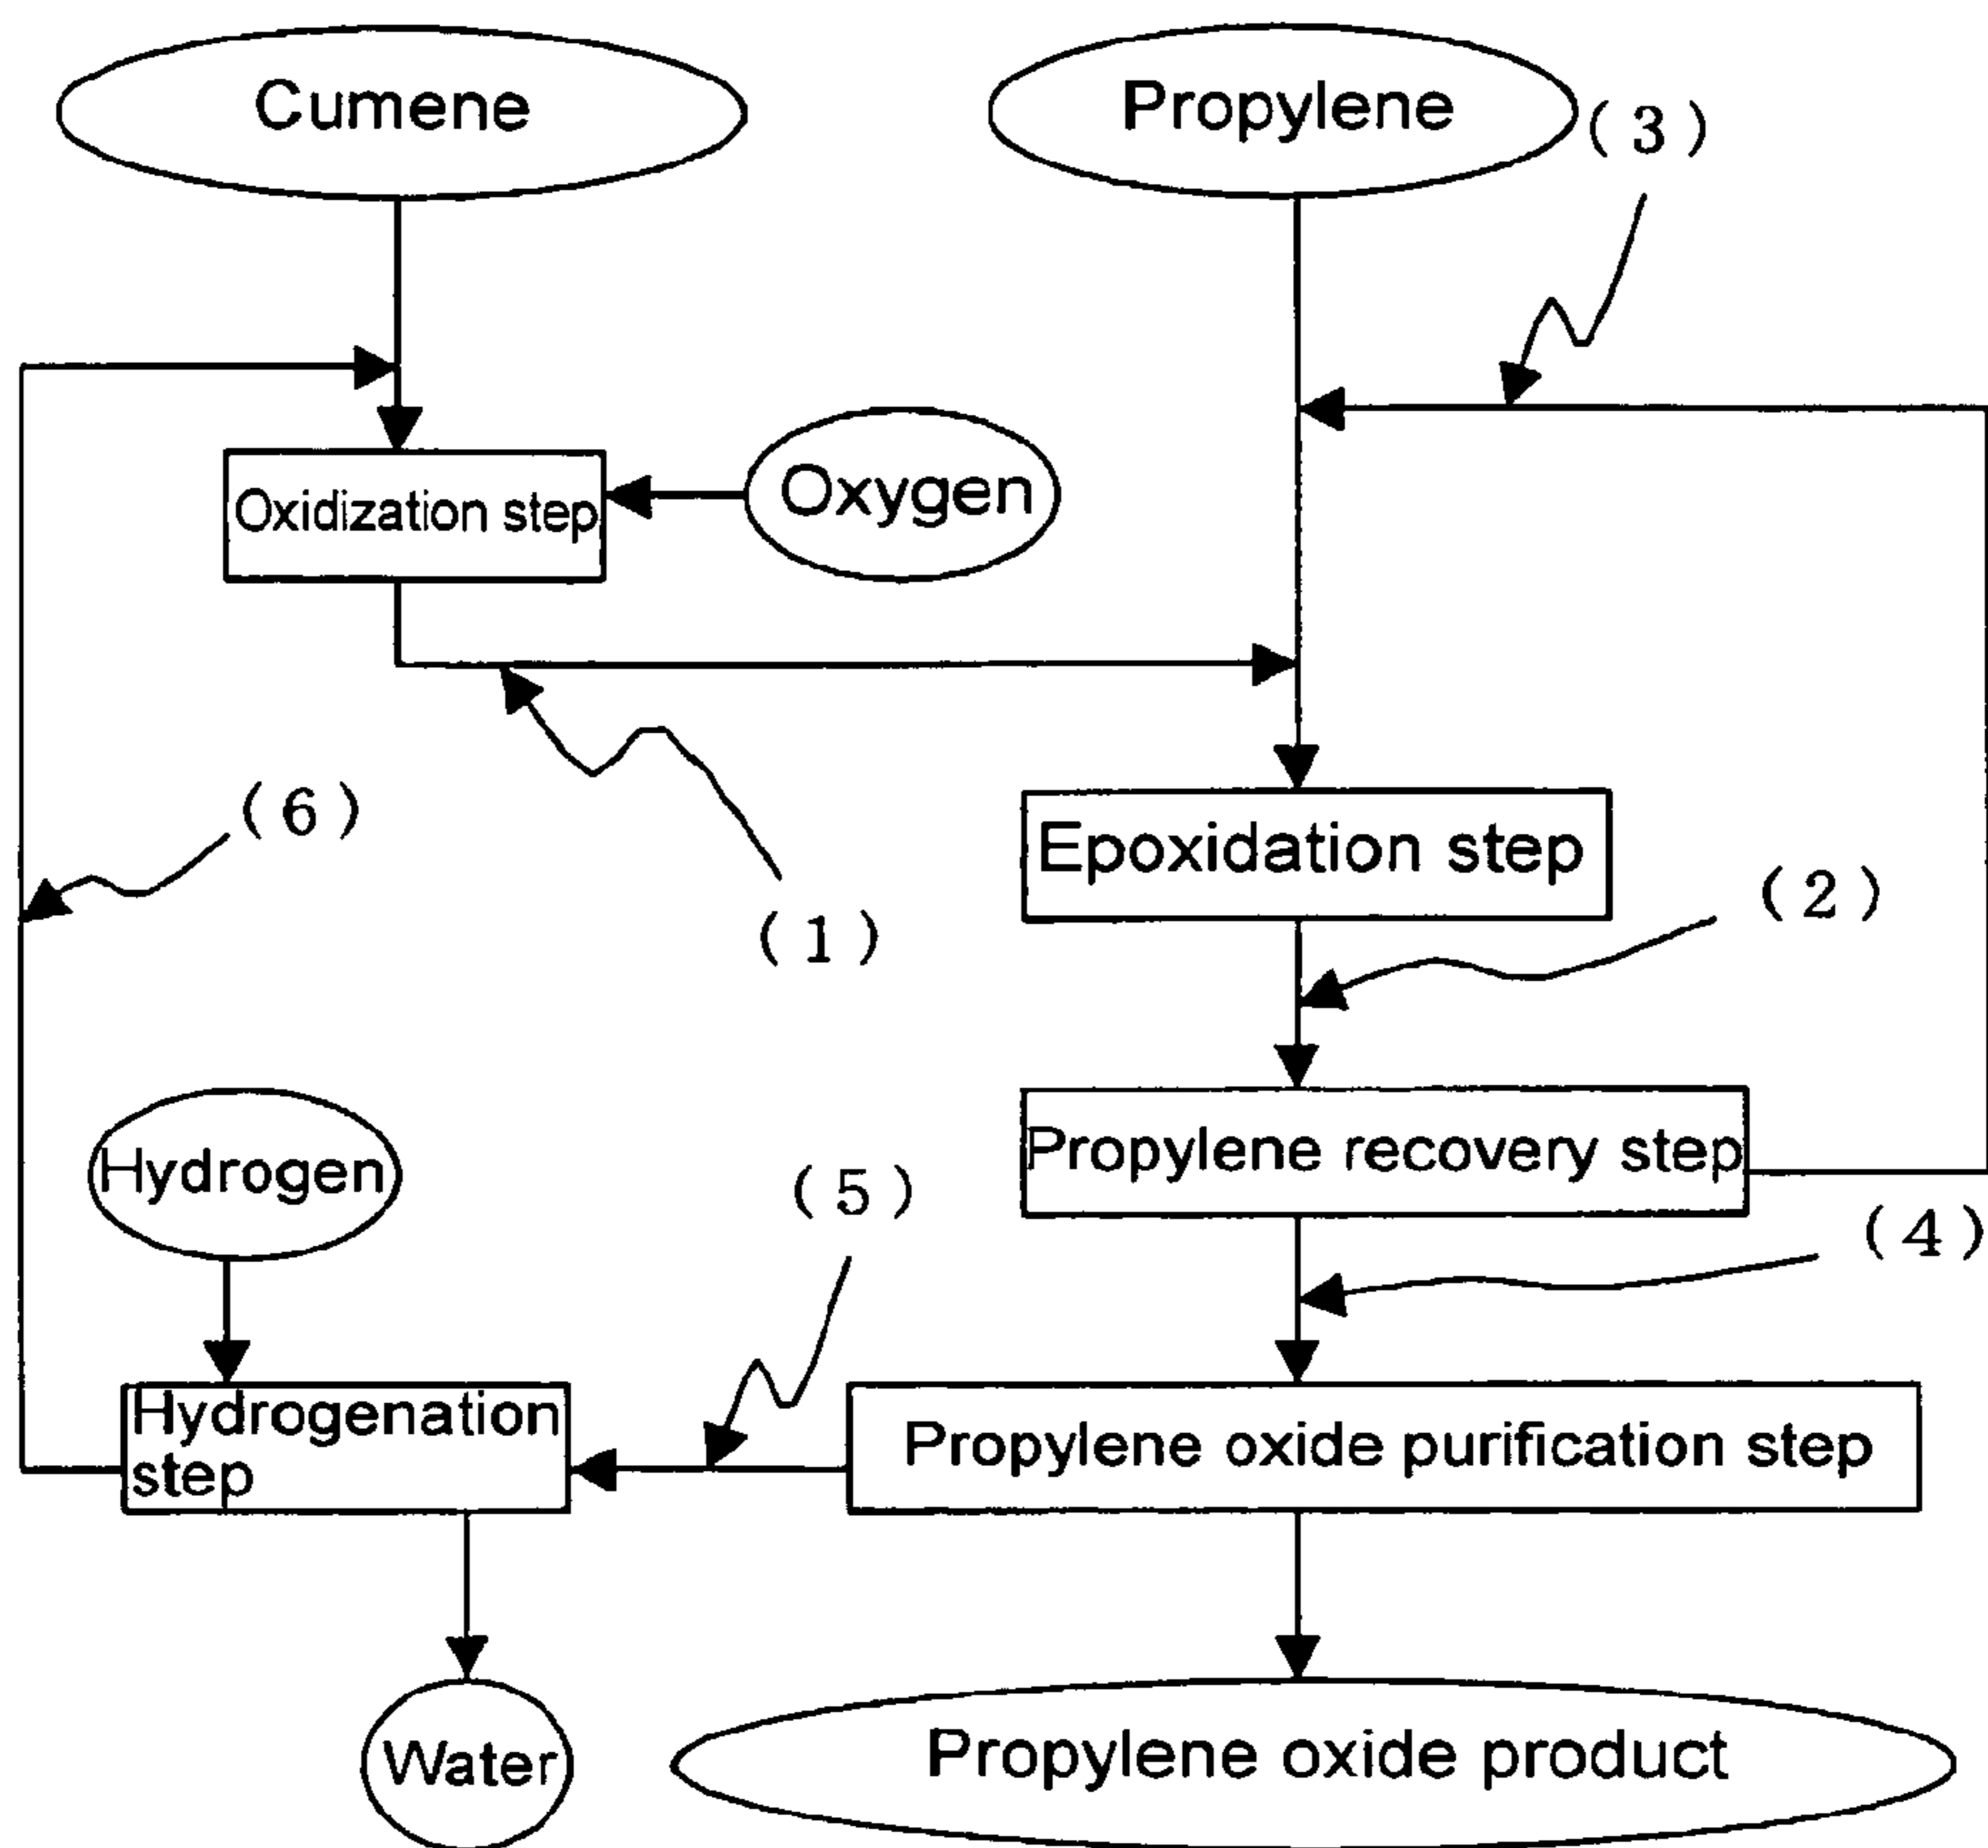 Cumene
Propylene
(3)
Oxidization step
Oxygen
(6)
Epoxidation step
(2)
(1)
Hydrogen
Propylene recovery step
(5)
(4)
Hydrogenation
step
Propylene oxide purification step
Water
Propylene oxide product